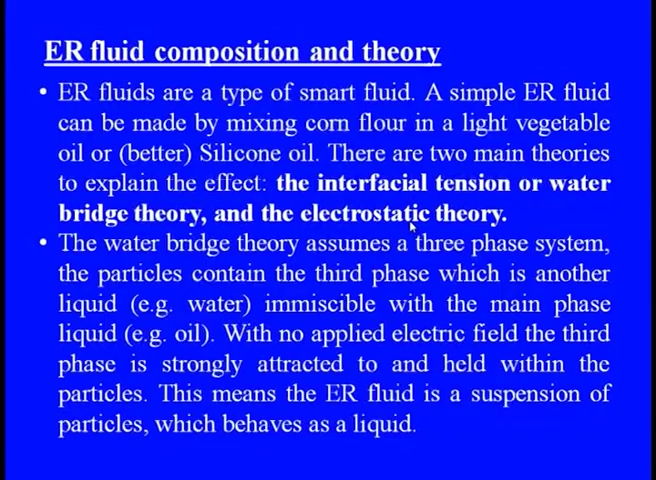 ER fluid composition and theory
• ER fluids are a type of smart fluid. A simple ER fluid
can be made by mixing corn flour in a light vegetable
oil or (better) Silicone oil. There are two main theories
to explain the effect: the interfacial tension or water
bridge theory, and the electrostatic theory.
• The water bridge theory assumes a three phase system,
the particles contain the third phase which is another
liquid (e.g. water) immiscible with the main phase
liquid (e.g. oil). With no applied electric field the third
phase is strongly attracted to and held within the
particles. This means the ER fluid is a suspension of
particles, which behaves as a liquid.